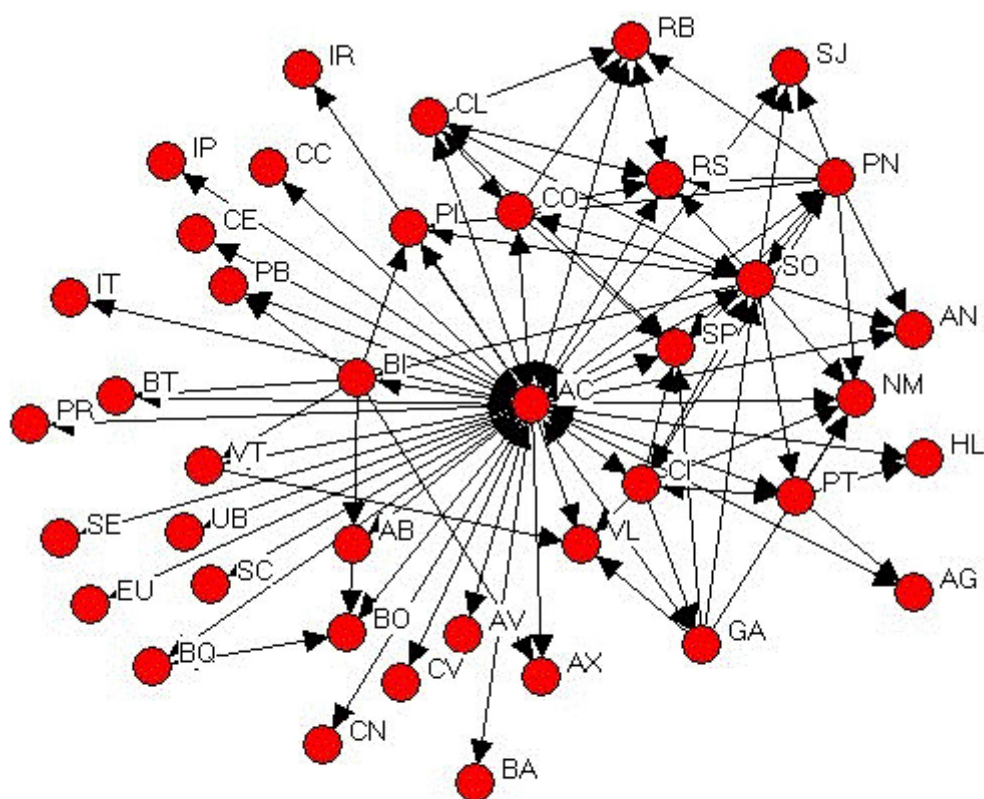 RB
IR
SJ
CL
IP
CC
RS
PN
CO
PL
CE
PB
SO
IT
AN
SP
BI
AC
BT
NM
PR
HL
VT
CI
PT
SE
UB
AB
VL
SC
EU
AG
BO
AV
GA
BQ
CV
AX
CN
BA